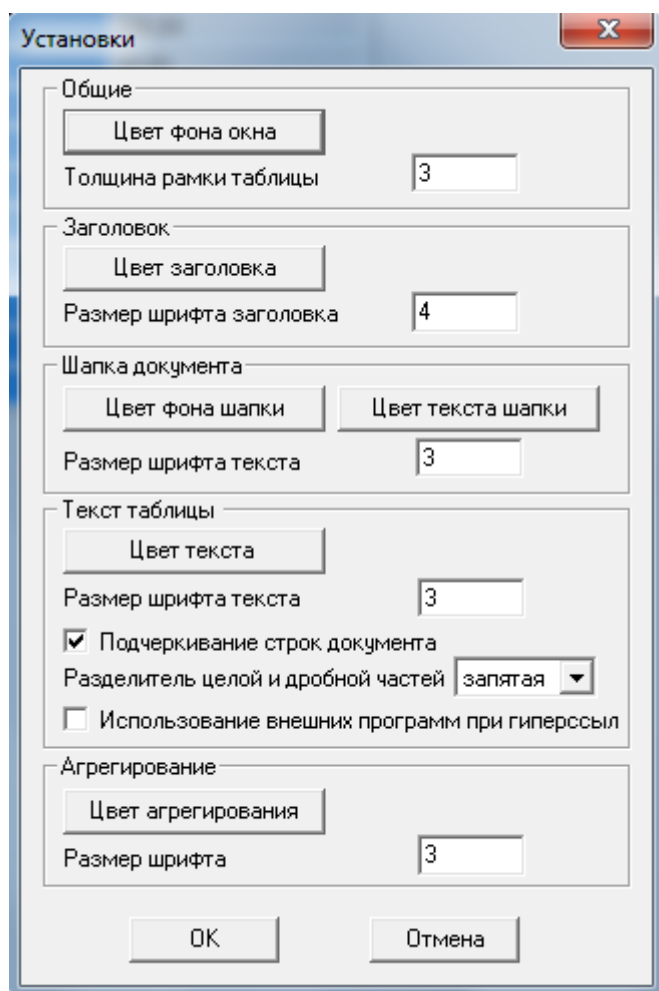 Установки
Общие
Цвет фона окна
Толщина рамки таблицы 3
Заголовок
Цвет заголовка
Размер шрифта заголовка 4
Шапка документа
Цвет фона шапки Цвет текста шапки
Размер шрифта текста 3
Текст таблицы
Цвет текста
Размер шрифта текста 3
Подчеркивание строк документа
Разделитель целой и дробной частей запятая
Использование внешних программ при гиперссыл
Агрегирование
Цвет агрегирования
Размер шрифта 3
OK Отмена